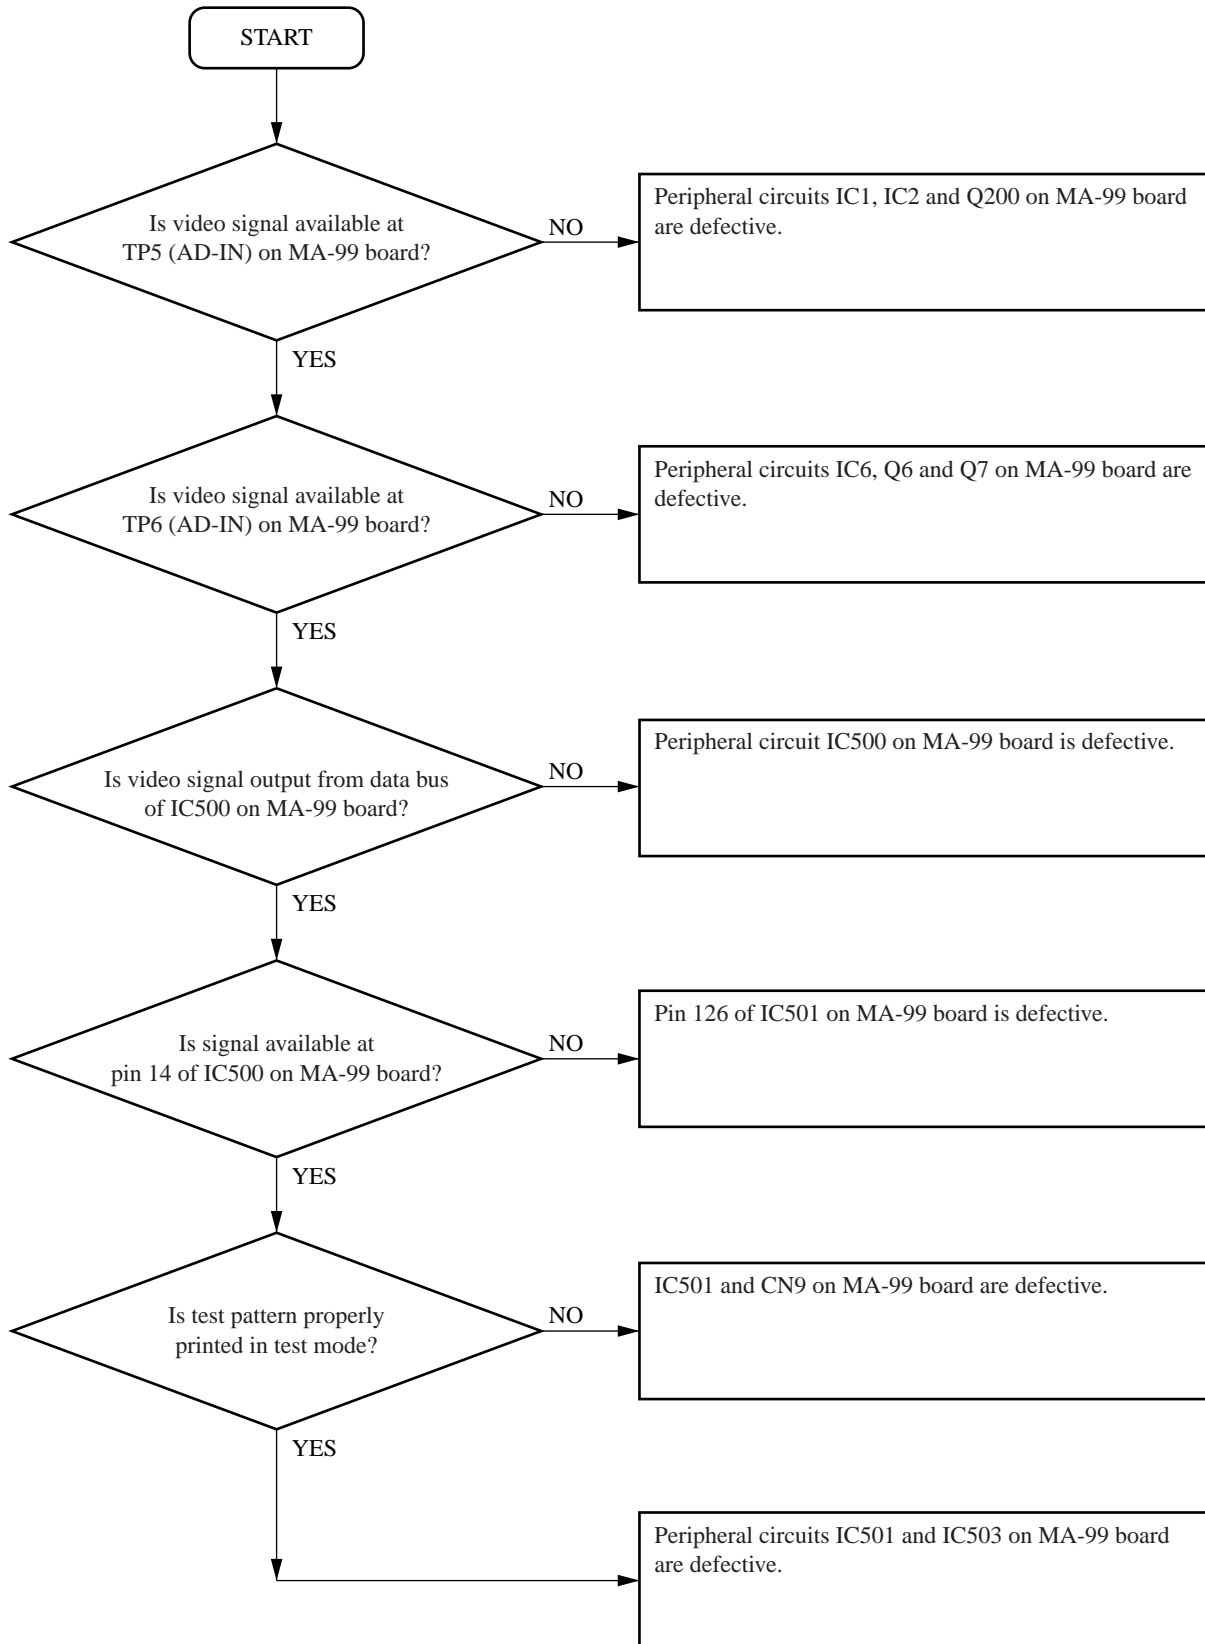 START
Is video signal available at
TP5 (AD-IN) on MA-99 board?
NO
Peripheral circuits IC1, IC2 and Q200 on MA-99 board
are defective.
YES
Is video signal available at
TP6 (AD-IN) on MA-99 board?
NO
Peripheral circuits IC6, Q6 and Q7 on MA-99 board are
defective.
YES
Is video signal output from data bus
of IC500 on MA-99 board?
NO
Peripheral circuit IC500 on MA-99 board is defective.
YES
Is signal available at
pin 14 of IC500 on MA-99 board?
NO
Pin 126 of IC501 on MA-99 board is defective.
YES
Is test pattern properly
printed in test mode?
NO
IC501 and CN9 on MA-99 board are defective.
YES
Peripheral circuits IC501 and IC503 on MA-99 board
are defective.